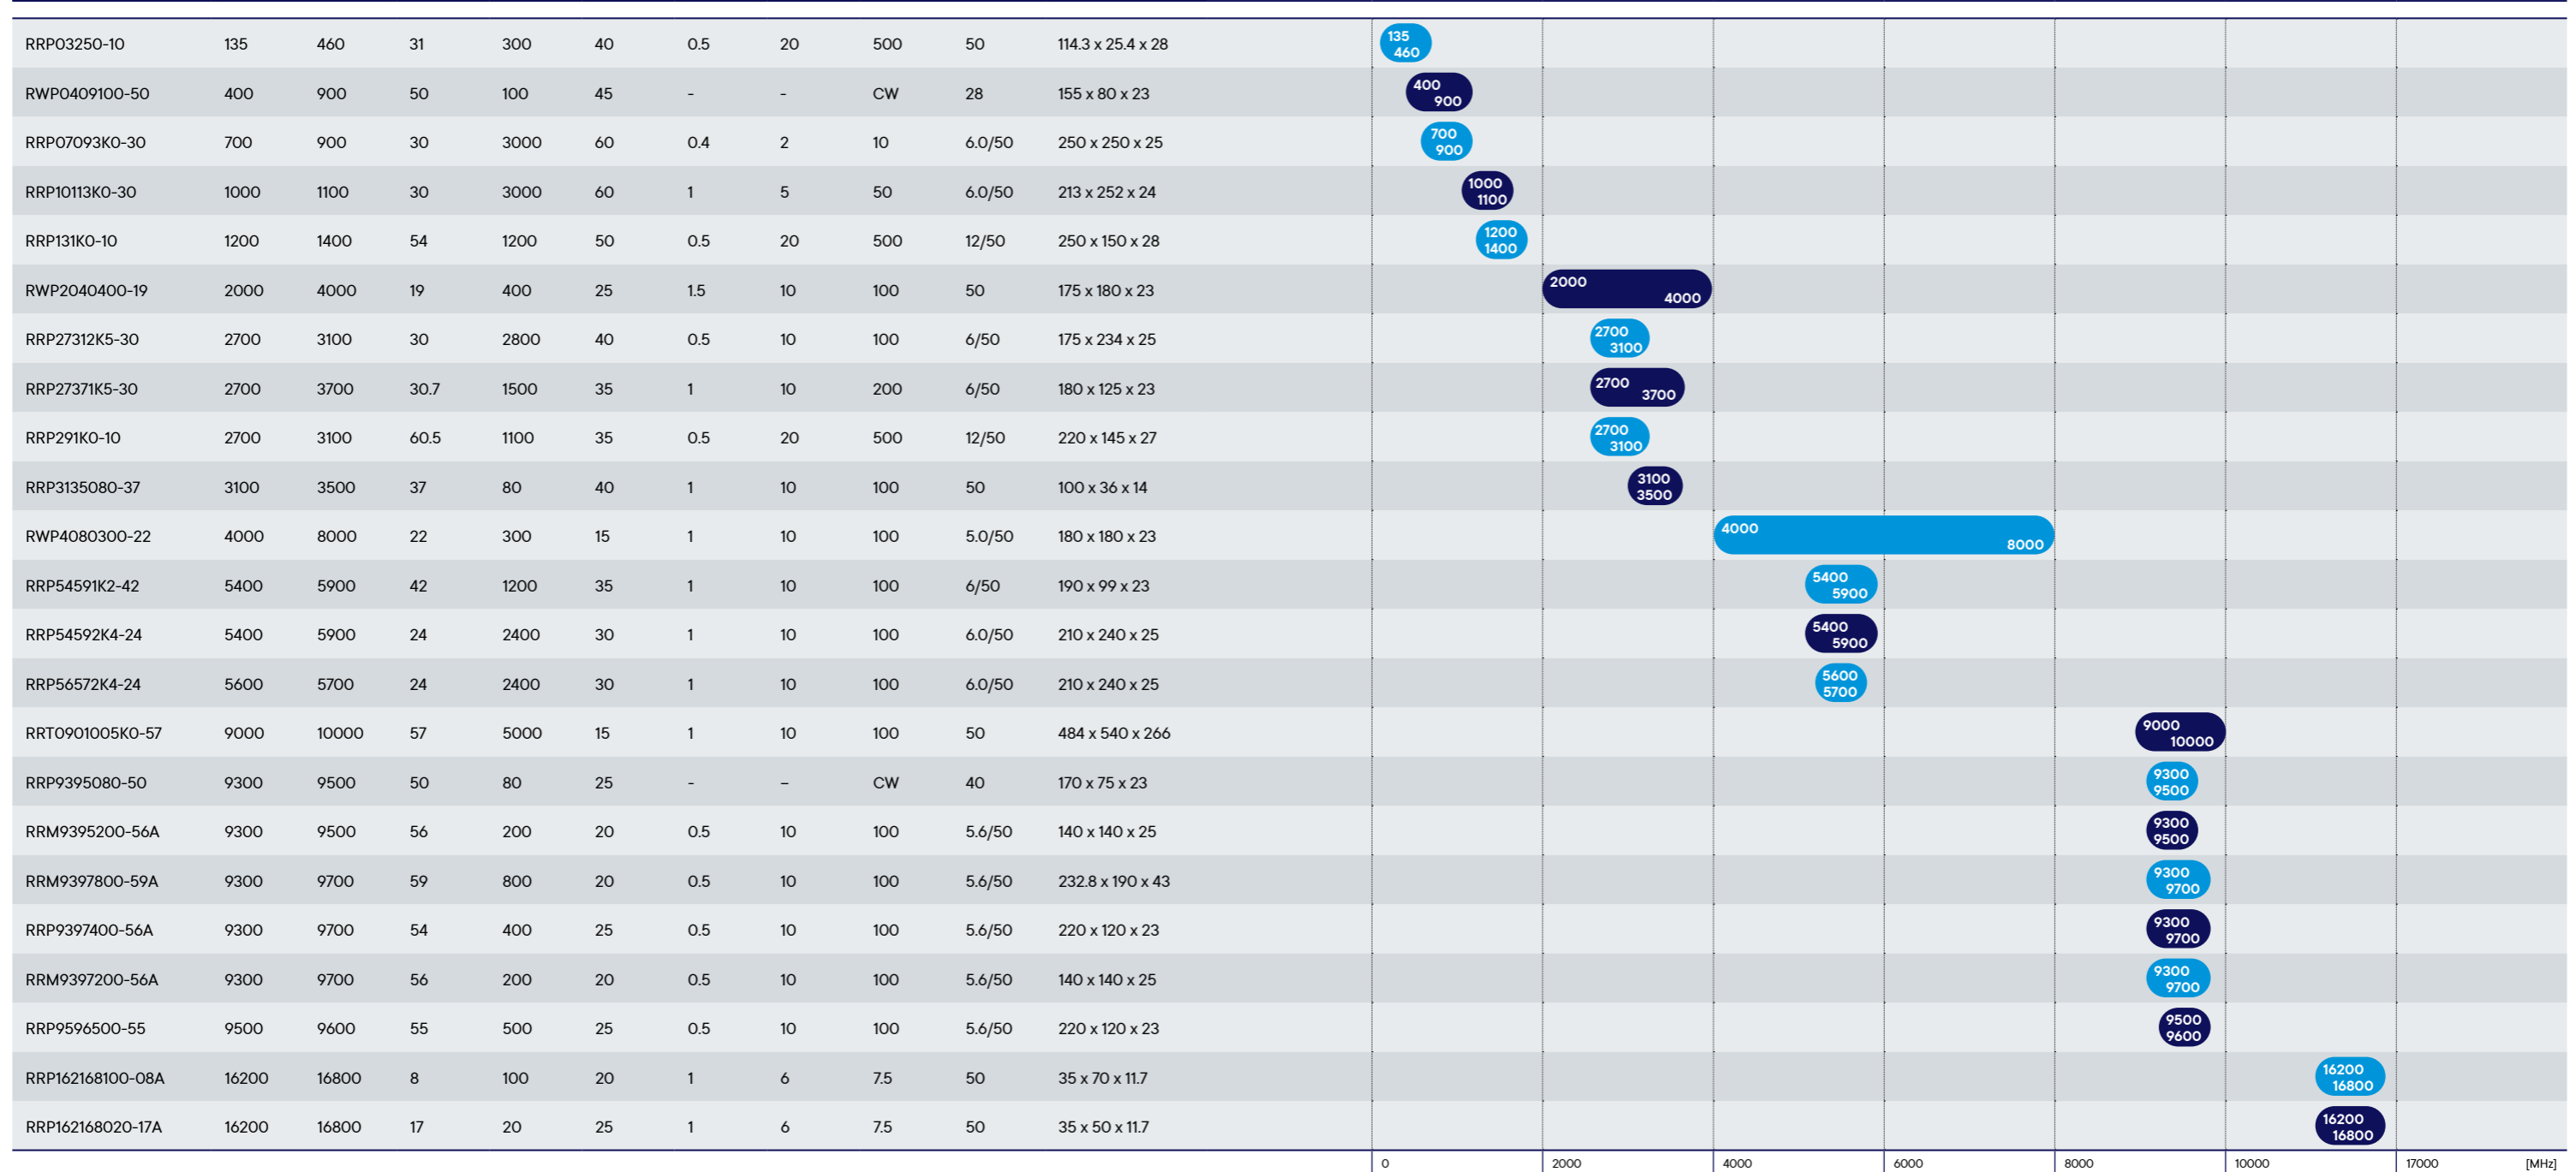 RRP03250-10 135 460 31 300 40 0.5 20 500 50 114.3 x 25.4 x 28 135 460
RWP0409100-50 400 900 50 100 45 - - CW 28 155 x 80 x 23 400 900
RRP07093K0-30 700 900 30 3000 60 0.4 2 10 6.0/50 250 x 250 x 25 700 900
RRP10113K0-30 1000 1100 30 3000 60 1 5 50 6.0/50 213 x 252 x 24 1000 1100
RRP131K0-10 1200 1400 54 1200 50 0.5 20 500 12/50 250 x 150 x 28 1200 1400
RWP2040400-19 2000 4000 19 400 25 1.5 10 100 50 175 x 180 x 23 2000 4000
RRP27312K5-30 2700 3100 30 2800 40 0.5 10 100 6/50 175 x 234 x 25 2700 3100
RRP27371K5-30 2700 3700 30.7 1500 35 1 10 200 6/50 180 x 125 x 23 2700 3700
RRP291K0-10 2700 3100 60.5 1100 35 0.5 20 500 12/50 220 x 145 x 27 2700 3100
RRP3135080-37 3100 3500 37 80 40 1 10 100 50 100 x 36 x 14 3100 3500
RWP4080300-22 4000 8000 22 300 15 1 10 100 5.0/50 180 x 180 x 23 4000 8000
RRP54591K2-42 5400 5900 42 1200 35 1 10 100 6/50 190 x 99 x 23 5400 5900
RRP54592K4-24 5400 5900 24 2400 30 1 10 100 6.0/50 210 x 240 x 25 5400 5900
RRP56572K4-24 5600 5700 24 2400 30 1 10 100 6.0/50 210 x 240 x 25 5600 5700
RRT0901005K0-57 9000 10000 57 5000 15 1 10 100 50 484 x 540 x 266 9000 10000
RRP9395080-50 9300 9500 50 80 25 - – CW 40 170 x 75 x 23 9300 9500
RRM9395200-56A 9300 9500 56 200 20 0.5 10 100 5.6/50 140 x 140 x 25 9300 9500
RRM9397800-59A 9300 9700 59 800 20 0.5 10 100 5.6/50 232.8 x 190 x 43 9300 9700
RRP9397400-56A 9300 9700 54 400 25 0.5 10 100 5.6/50 220 x 120 x 23 9300 9700
RRM9397200-56A 9300 9700 56 200 20 0.5 10 100 5.6/50 140 x 140 x 25 9300 9700
RRP9596500-55 9500 9600 55 500 25 0.5 10 100 5.6/50 220 x 120 x 23 9500 9600
RRP162168100-08A 16200 16800 8 100 20 1 6 7.5 50 35 x 70 x 11.7 16200 16800
RRP162168020-17A 16200 16800 17 20 25 1 6 7.5 50 35 x 50 x 11.7 16200 16800
0 2000 4000 6000 8000 10000 17000 [MHz]